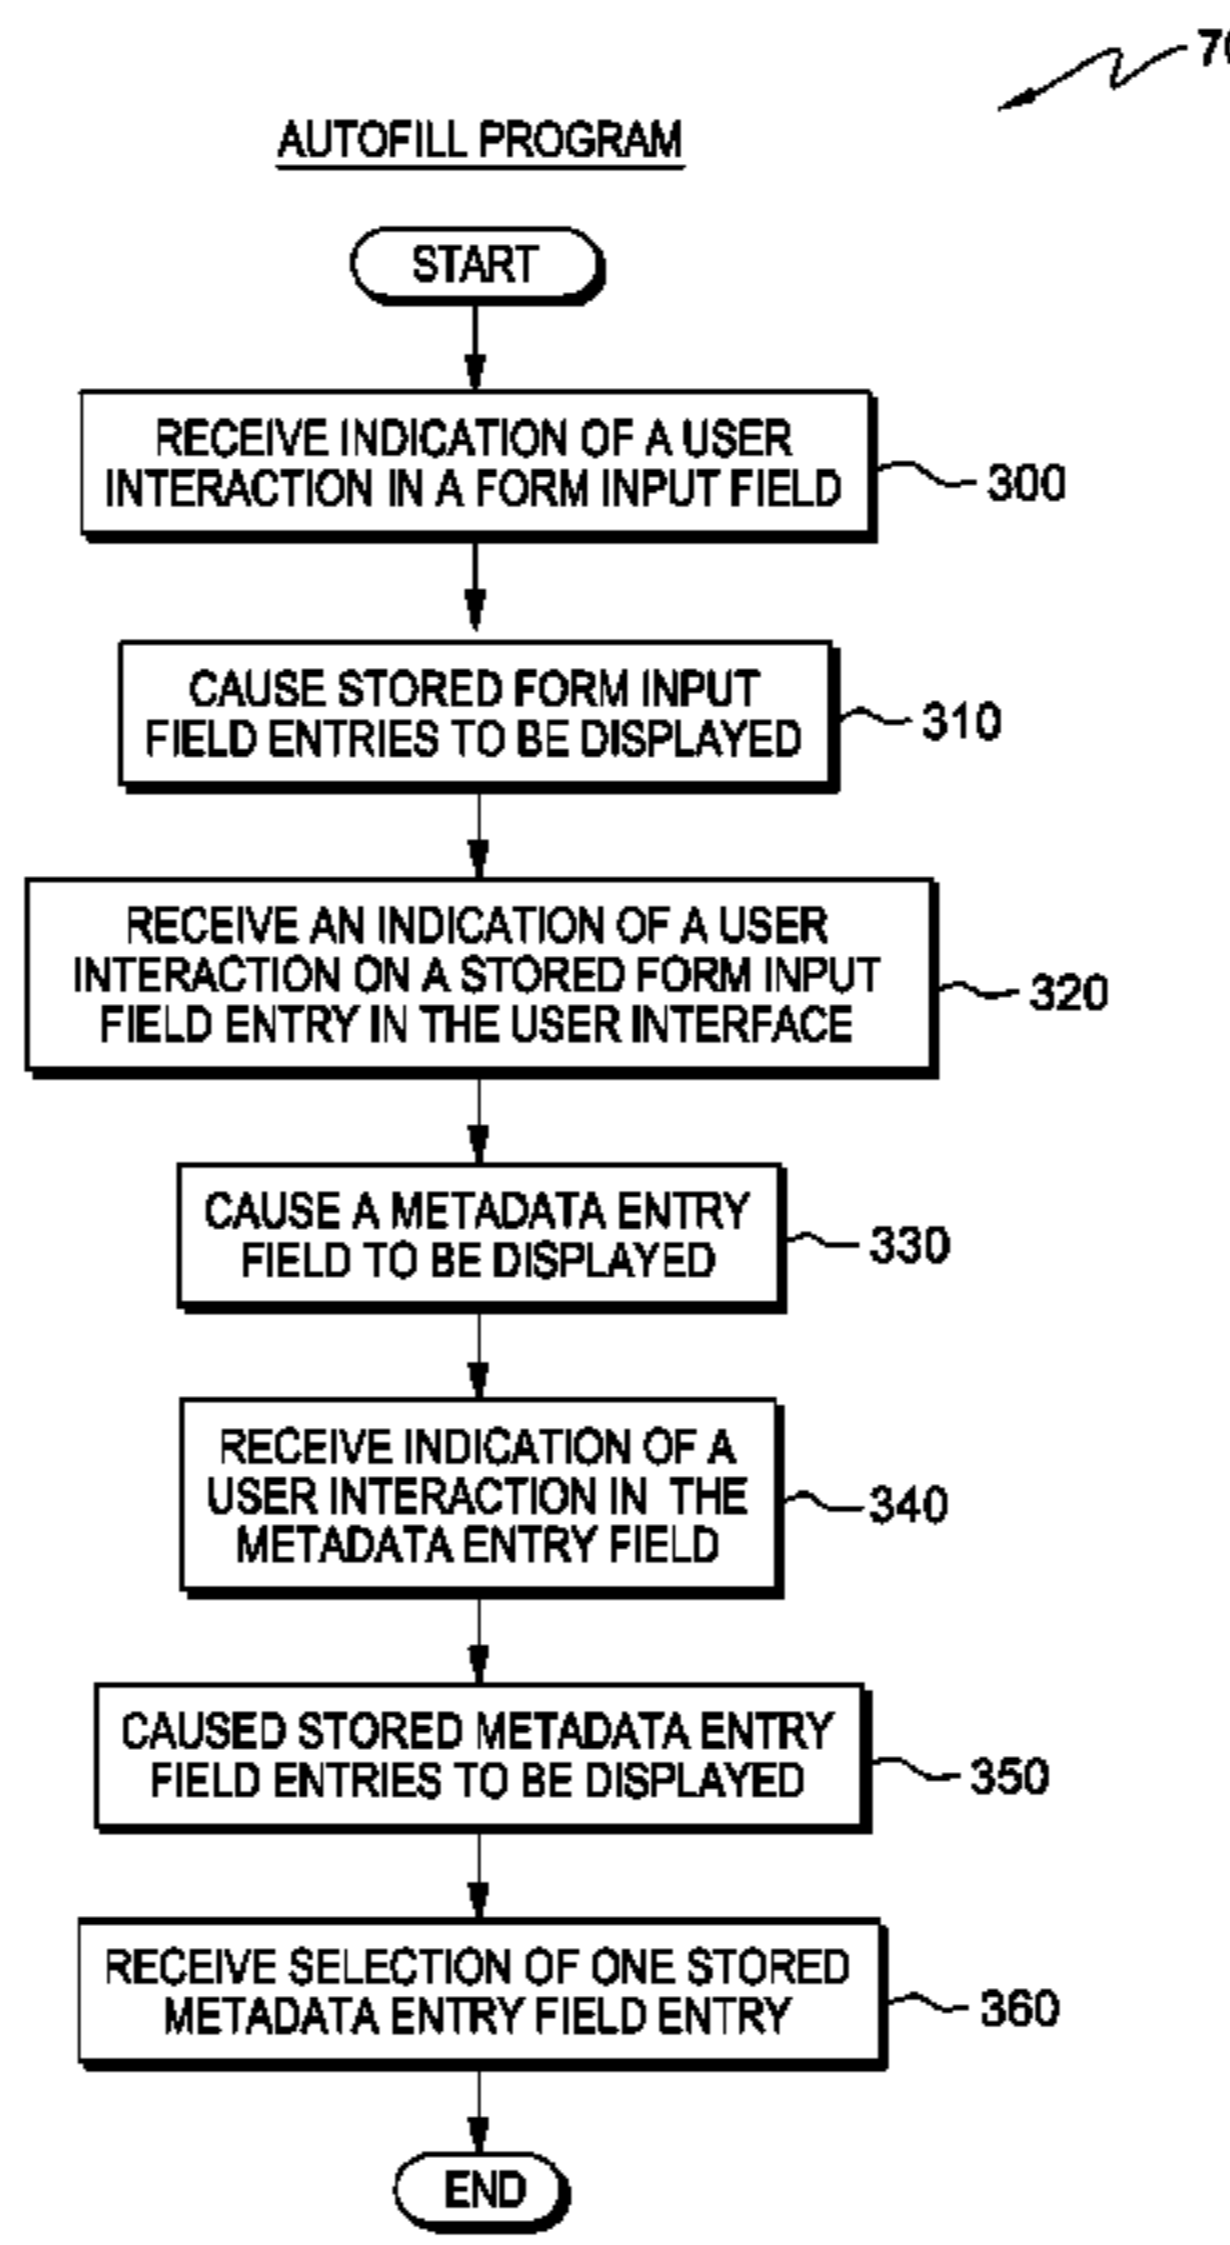 70
AUTOFILL PROGRAM
START
RECEIVE INDICATION OF A USER
INTERACTION IN A FORM INPUT FIELD
300
CAUSE STORED FORM INPUT
FIELD ENTRIES TO BE DISPLAYED
310
RECEIVE AN INDICATION OF A USER
INTERACTION ON A STORED FORM INPUT
FIELD ENTRY IN THE USER INTERFACE
320
CAUSE A METADATA ENTRY
FIELD TO BE DISPLAYED
330
RECEIVE INDICATION OF A
USER INTERACTION IN THE
METADATA ENTRY FIELD
340
CAUSED STORED METADATA ENTRY
FIELD ENTRIES TO BE DISPLAYED
350
RECEIVE SELECTION OF ONE STORED
METADATA ENTRY FIELD ENTRY
360
END